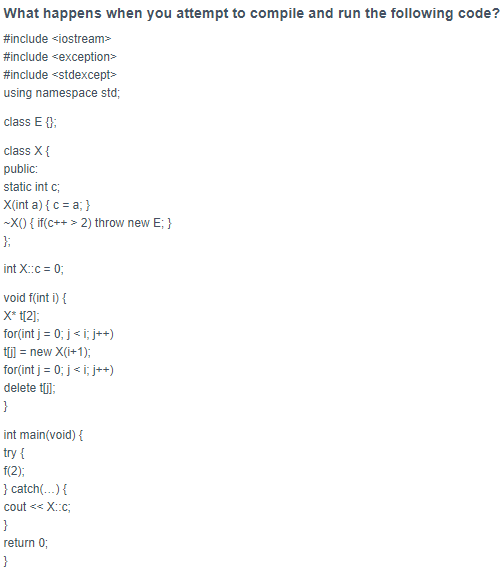 What happens when you attempt to compile and run the following code?
#include <iostream>
#include <exception>
#include <stdexcept>
using namespace std;
class E {};
class X {
public:
static int c;
X(int a) { c = a; }
~X() { if(c++ > 2) throw new E; }
};
int X::c = 0;
void f(int i) {
X* t[2];
for(int j = 0; j < i; j++)
t[j] = new X(i+1);
for(int j = 0; j < i; j++)
delete t[j];
}
int main(void) {
try {
f(2);
} catch(…) {
cout << X::c;
}
return 0;
}